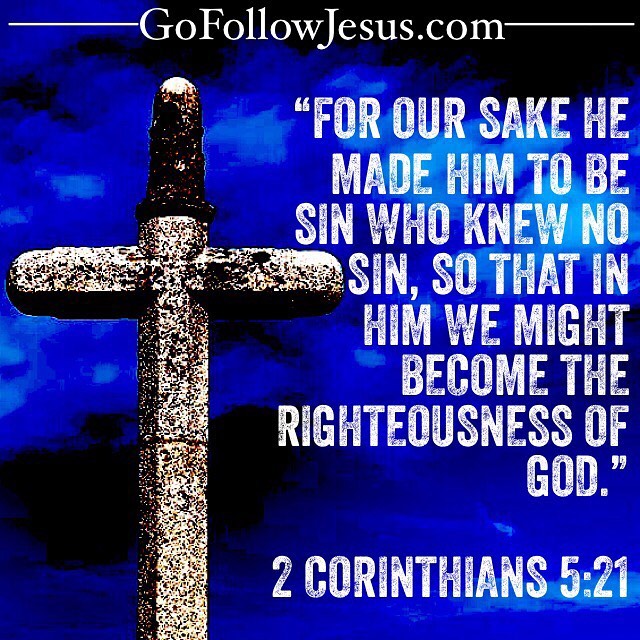 GoFollowJesus.com
“FOR OUR SAKE HE
MADE HIM TO BE
SIN WHO KNEW NO
SIN, SO THAT IN
HIM WE MIGHT
BECOME THE
RIGHTEOUSNESS OF
GOD.”
2 CORINTHIANS 5:21